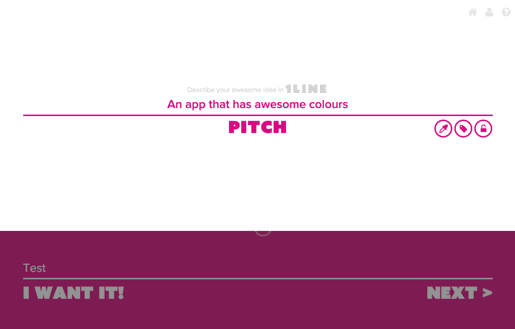 Describe your awesome idea in 1LINE
An app that has awesome colours
PITCH
Test
I WANT IT!
NEXT >